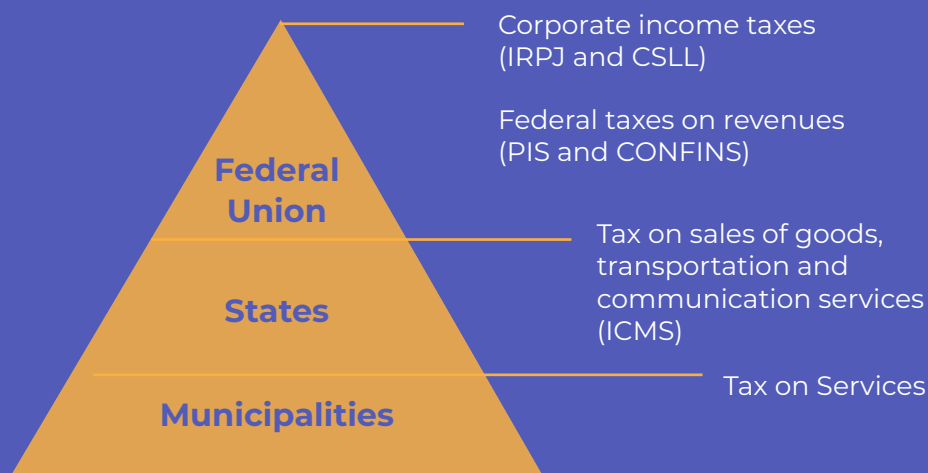 Corporate income taxes
(IRPJ and CSLL)
Federal taxes on revenues
(PIS and CONFINS)
Federal
Union
Tax on sales of goods,
transportation and
communication services
(ICMS)
States
Tax on Services
Municipalities